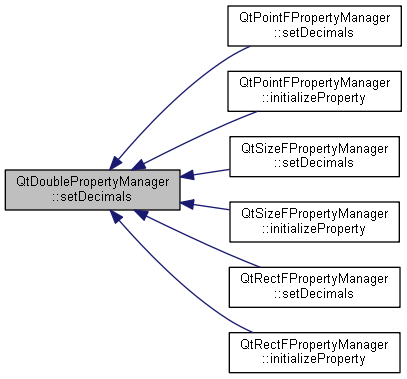 QtPointFPropertyManager
::setDecimals
QtPointFPropertyManager
::initializeProperty
QtSizeFPropertyManager
::setDecimals
QtDoublePropertyManager
::setDecimals
QtSizeFPropertyManager
::initializeProperty
QtRectFPropertyManager
::setDecimals
QtRectFPropertyManager
::initializeProperty